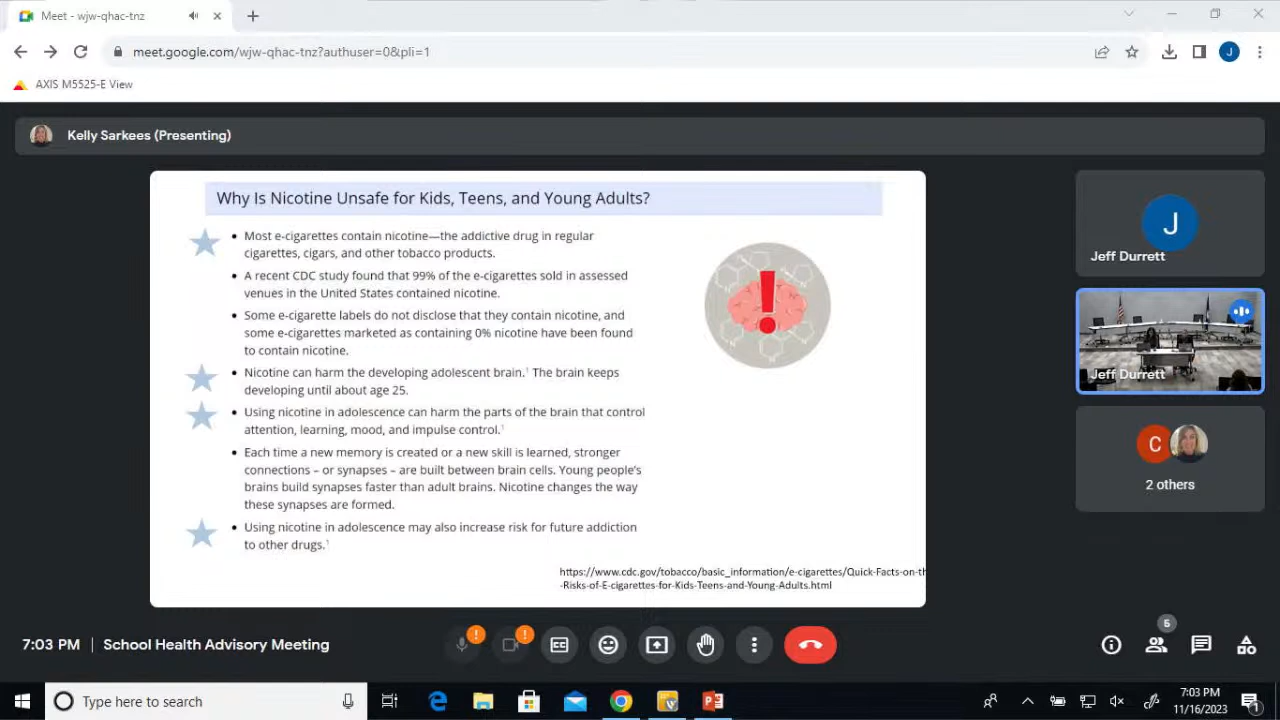 Meet - wjw-qhac-tnz
meet.google.com/wjw-qhac-tnz?authuser=0&pli=1
J
AXIS M5525-E View
Kelly Sarkees (Presenting)
Why Is Nicotine Unsafe for Kids, Teens, and Young Adults?
• Most e-cigarettes contain nicotine—the addictive drug in regular
cigarettes, cigars, and other tobacco products.
• A recent CDC study found that 99% of the e-cigarettes sold in assessed
venues in the United States contained nicotine.
• Some e-cigarette labels do not disclose that they contain nicotine, and
some e-cigarettes marketed as containing 0% nicotine have been found
to contain nicotine.
• Nicotine can harm the developing adolescent brain.¹ The brain keeps
developing until about age 25.
• Using nicotine in adolescence can harm the parts of the brain that control
attention, learning, mood, and impulse control.¹
• Each time a new memory is created or a new skill is learned, stronger
connections – or synapses – are built between brain cells. Young people's
brains build synapses faster than adult brains. Nicotine changes the way
these synapses are formed.
• Using nicotine in adolescence may also increase risk for future addiction
to other drugs.¹
https://www.cdc.gov/tobacco/basic_information/e-cigarettes/Quick-Facts-on-th
-Risks-of-E-cigarettes-for-Kids-Teens-and-Young-Adults.html
J
Jeff Durrett
Jeff Durrett
C
2 others
7:03 PM | School Health Advisory Meeting
! ! CC
5
Type here to search
7:03 PM
11/16/2023
1